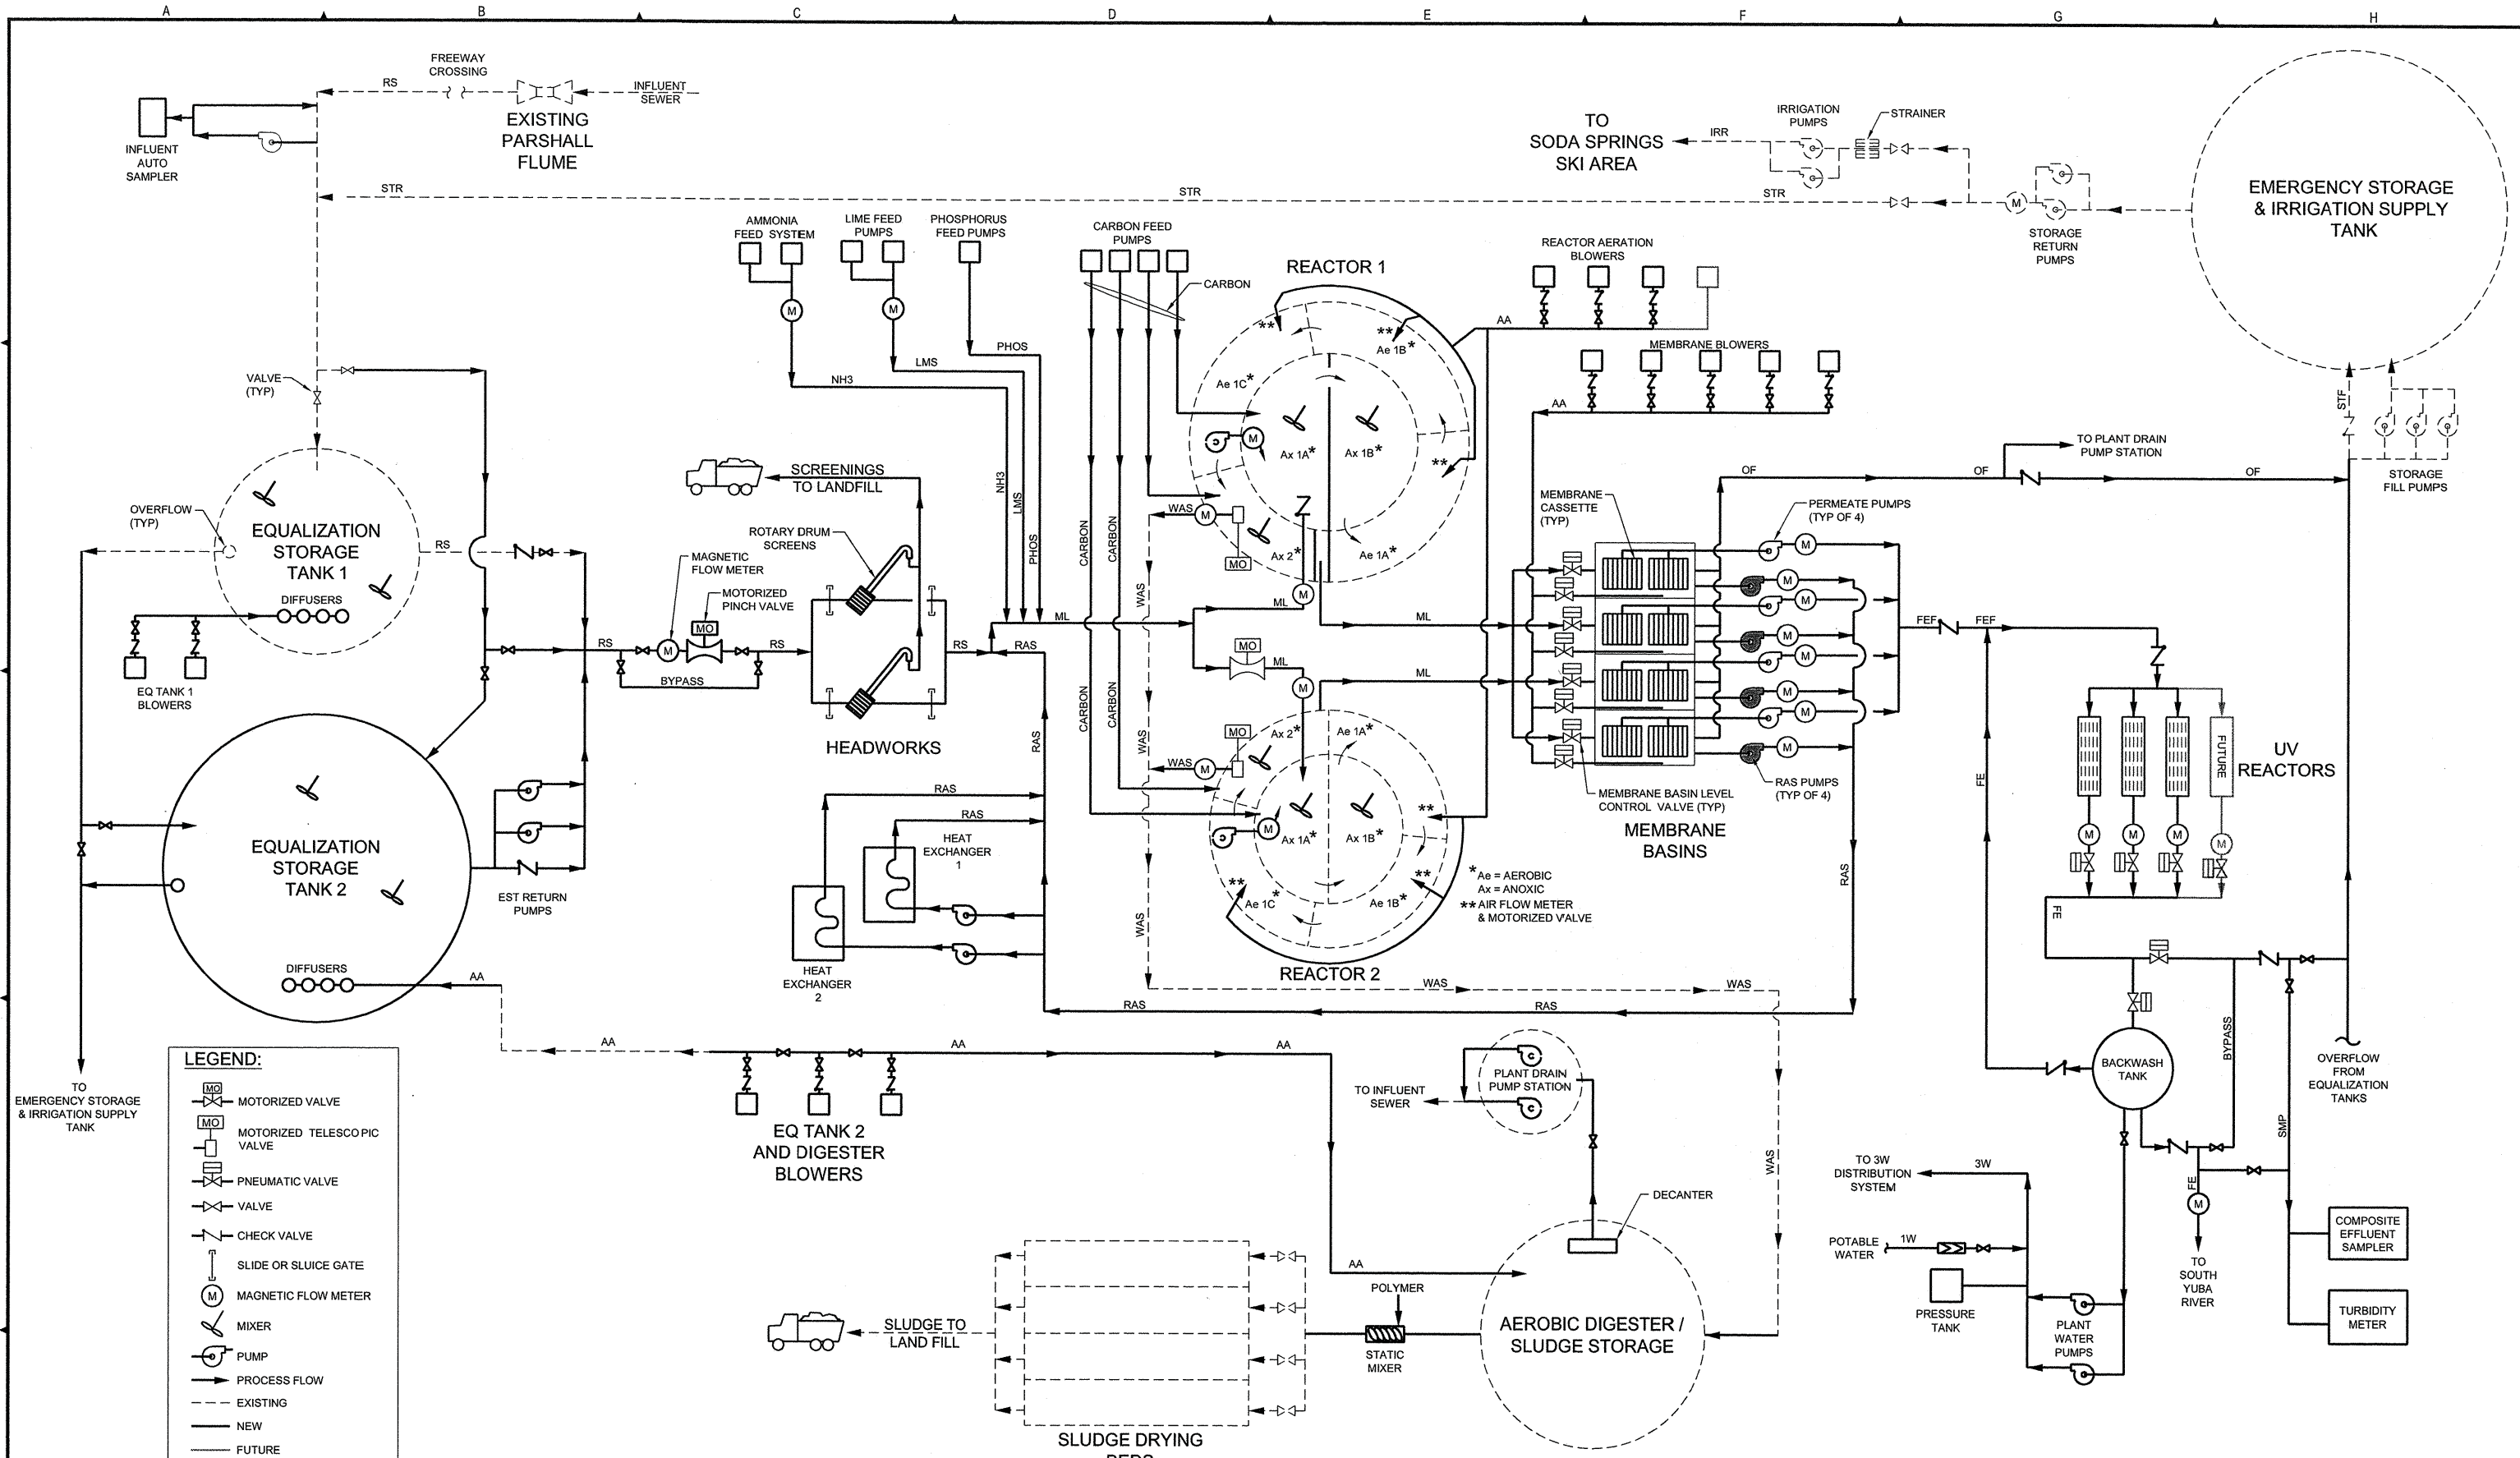 A
B
C
D
E
F
G
H
FREEWAY
CROSSING
RS
INFLUENT
SEWER
EXISTING
PARSHALL
FLUME
INFLUENT
AUTO
SAMPLER
TO
SODA SPRINGS
SKI AREA
IRR
IRRIGATION
PUMPS
STRAINER
EMERGENCY STORAGE
& IRRIGATION SUPPLY
TANK
STR
STR
STR
M
STORAGE
RETURN
PUMPS
AMMONIA
FEED SYSTEM
LIME FEED
PUMPS
PHOSPHORUS
FEED PUMPS
CARBON FEED
PUMPS
CARBON
M
M
NH3
LMS
PHOS
NH3
LMS
PHOS
REACTOR 1
**
**
**
Ae 1B*
Ae 1C*
Ax 1A*
Ax 1B*
M
Ax 2*
Ae 1A*
REACTOR AERATION
BLOWERS
AA
MEMBRANE BLOWERS
AA
VALVE
(TYP)
OVERFLOW
(TYP)
EQUALIZATION
STORAGE
TANK 1
DIFFUSERS
RS
EQ TANK 1
BLOWERS
SCREENINGS
TO LANDFILL
ROTARY DRUM
SCREENS
MAGNETIC
FLOW METER
MOTORIZED
PINCH VALVE
MO
RS
M
RS
BYPASS
HEADWORKS
RS
RAS
ML
CARBON
CARBON
WAS
M
MO
WAS
ML
M
MO
ML
M
ML
ML
CARBON
CARBON
WAS
WAS
M
MO
Ax 2*
Ae 1A*
M
Ax 1A*
Ax 1B*
**
**
**
Ae 1C*
Ae 1B*
REACTOR 2
*Ae = AEROBIC
Ax = ANOXIC
** AIR FLOW METER
& MOTORIZED VALVE
MEMBRANE
CASSETTE
(TYP)
OF
OF
OF
TO PLANT DRAIN
PUMP STATION
PERMEATE PUMPS
(TYP OF 4)
M
M
M
M
M
M
M
M
RAS PUMPS
(TYP OF 4)
MEMBRANE BASIN LEVEL
CONTROL VALVE (TYP)
MEMBRANE
BASINS
STF
STORAGE
FILL PUMPS
FEF
FEF
FE
FUTURE
UV
REACTORS
M
M
M
M
FE
EQUALIZATION
STORAGE
TANK 2
DIFFUSERS
AA
EST RETURN
PUMPS
RAS
RAS
RAS
HEAT
EXCHANGER
1
HEAT
EXCHANGER
2
RAS
RAS
RAS
WAS
WAS
WAS
WAS
TO
EMERGENCY STORAGE
& IRRIGATION SUPPLY
TANK
AA
AA
AA
EQ TANK 2
AND DIGESTER
BLOWERS
TO INFLUENT
SEWER
PLANT DRAIN
PUMP STATION
BACKWASH
TANK
BYPASS
SMP
OVERFLOW
FROM
EQUALIZATION
TANKS
TO 3W
DISTRIBUTION
SYSTEM
3W
FE
M
TO
SOUTH
YUBA
RIVER
POTABLE
WATER
1W
PRESSURE
TANK
PLANT
WATER
PUMPS
COMPOSITE
EFFLUENT
SAMPLER
TURBIDITY
METER
DECANTER
AEROBIC DIGESTER /
SLUDGE STORAGE
AA
POLYMER
STATIC
MIXER
SLUDGE TO
LAND FILL
SLUDGE DRYING
LEGEND:
MO
MOTORIZED VALVE
MO
MOTORIZED TELESCOPIC
VALVE
PNEUMATIC VALVE
VALVE
CHECK VALVE
SLIDE OR SLUICE GATE
M
MAGNETIC FLOW METER
MIXER
PUMP
PROCESS FLOW
EXISTING
NEW
FUTURE